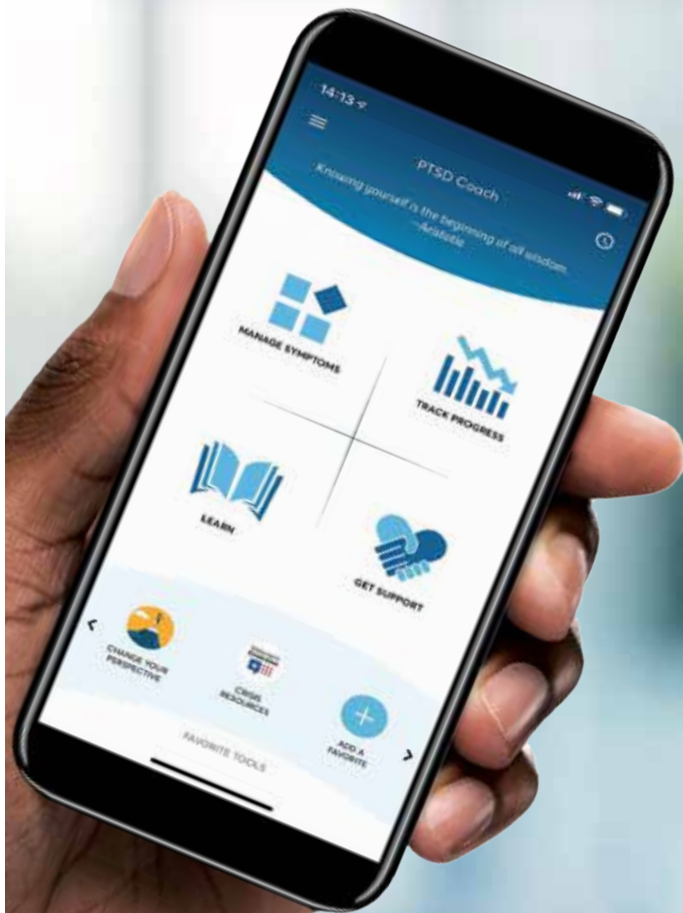 14:13
PTSD Coach
Knowing yourself is the beginning of all wisdom.
—Aristotle
MANAGE SYMPTOMS
TRACK PROGRESS
LEARN
GET SUPPORT
CHANGE YOUR
PERSPECTIVE
CRISIS
RESOURCES
ADD A
FAVORITE
FAVORITE TOOLS